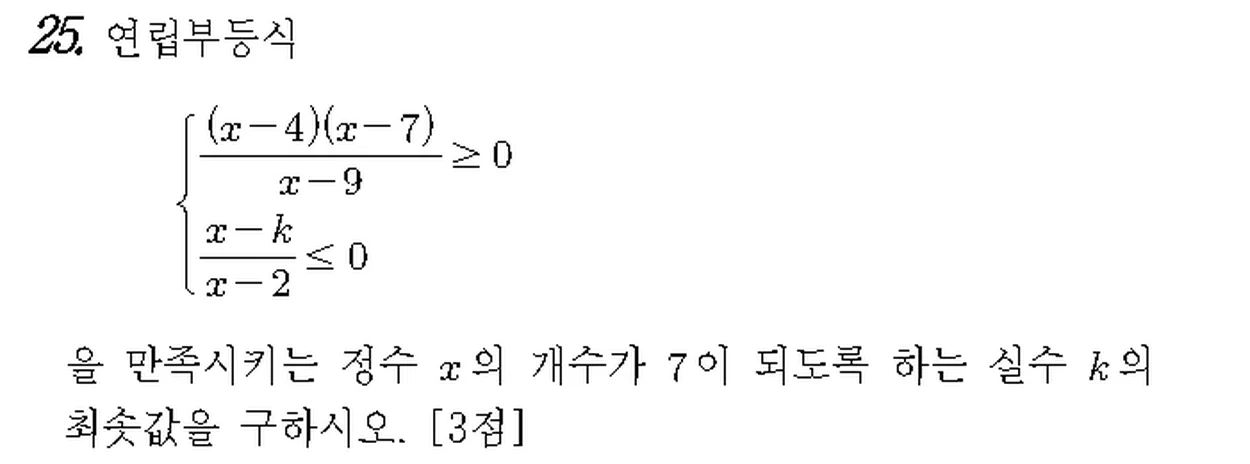 25. 연립부등식
{ (x-4)(x-7)/(x-9) ≥ 0
(x-k)/(x-2) ≤ 0
을 만족시키는 정수 x의 개수가 7이 되도록 하는 실수 k의
최솟값을 구하시오. [3점]